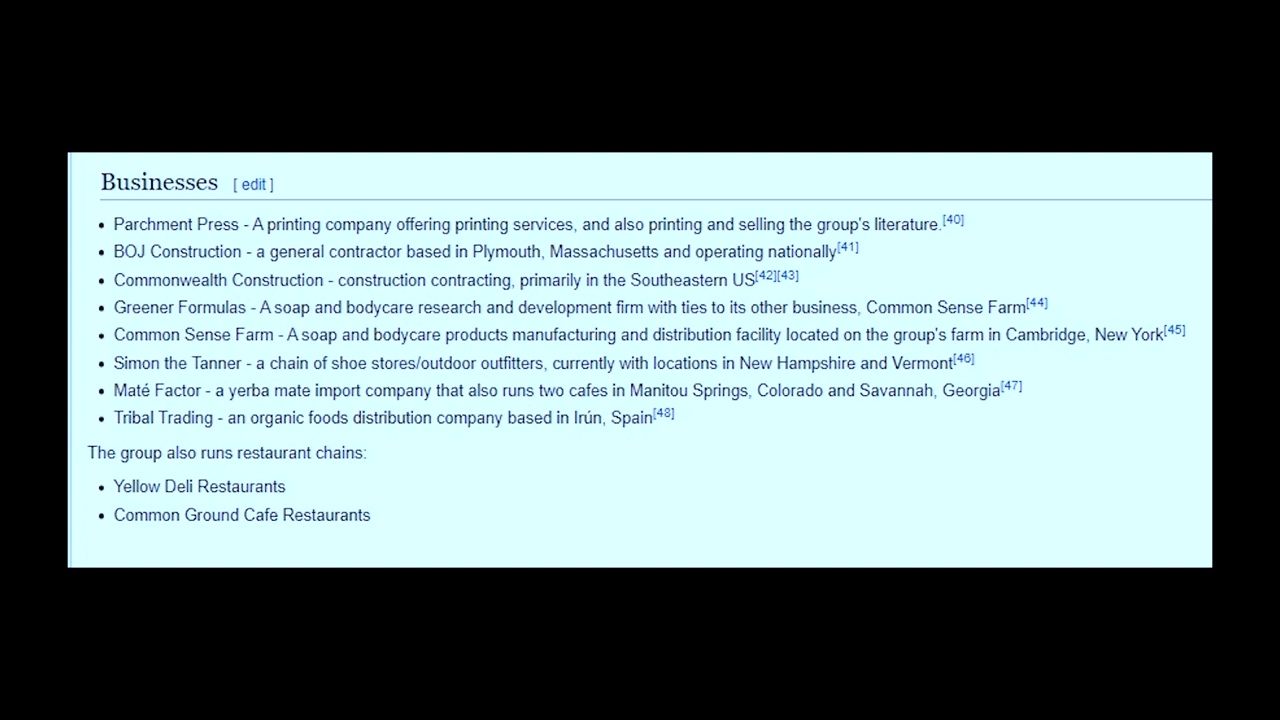 Businesses [ edit ]
• Parchment Press - A printing company offering printing services, and also printing and selling the group's literature.[40]
• BOJ Construction - a general contractor based in Plymouth, Massachusetts and operating nationally[41]
• Commonwealth Construction - construction contracting, primarily in the Southeastern US[42][43]
• Greener Formulas - A soap and bodycare research and development firm with ties to its other business, Common Sense Farm[44]
• Common Sense Farm - A soap and bodycare products manufacturing and distribution facility located on the group's farm in Cambridge, New York[45]
• Simon the Tanner - a chain of shoe stores/outdoor outfitters, currently with locations in New Hampshire and Vermont[46]
• Maté Factor - a yerba mate import company that also runs two cafes in Manitou Springs, Colorado and Savannah, Georgia[47]
• Tribal Trading - an organic foods distribution company based in Irún, Spain[48]
The group also runs restaurant chains:
• Yellow Deli Restaurants
• Common Ground Cafe Restaurants